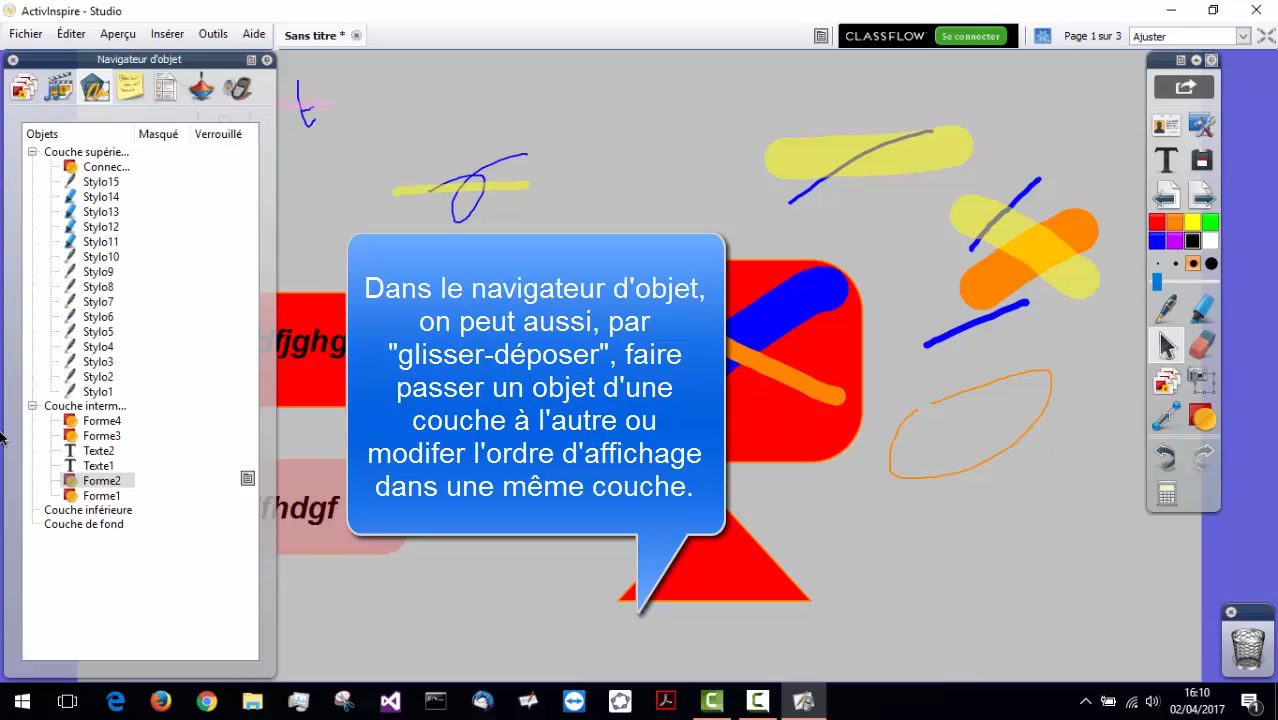 ActivInspire - Studio
Fichier Éditer Aperçu Insérer Outils Aide
Sans titre *
CLASSFLOW Se connecter
Page 1 sur 3
Ajuster
Navigateur d'objet
Objets Masqué Verrouillé
Couche supérie...
Connec...
Stylo15
Stylo14
Stylo13
Stylo12
Stylo11
Stylo10
Stylo9
Stylo8
Stylo7
Stylo6
Stylo5
Stylo4
Stylo3
Stylo2
Stylo1
Couche interm...
Forme4
Forme3
Texte2
Texte1
Forme2
Forme1
Couche inférieure
Couche de fond
t
dfjghg
fhdgf
Dans le navigateur d'objet,
on peut aussi, par
"glisser-déposer", faire
passer un objet d'une
couche à l'autre ou
modifer l'ordre d'affichage
dans une même couche.
16:10
02/04/2017